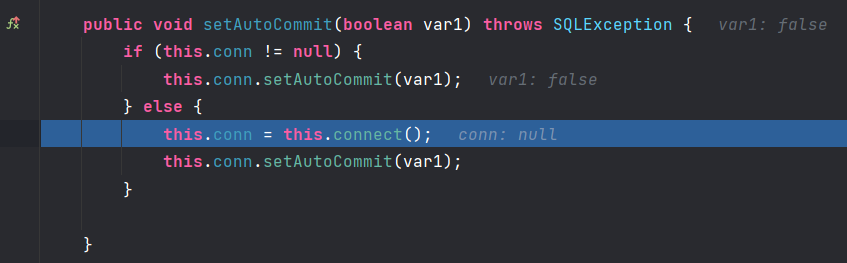 public void setAutoCommit(boolean var1) throws SQLException {   var1: false
    if (this.conn != null) {
        this.conn.setAutoCommit(var1);   var1: false
    } else {
        this.conn = this.connect();   conn: null
        this.conn.setAutoCommit(var1);
    }
}